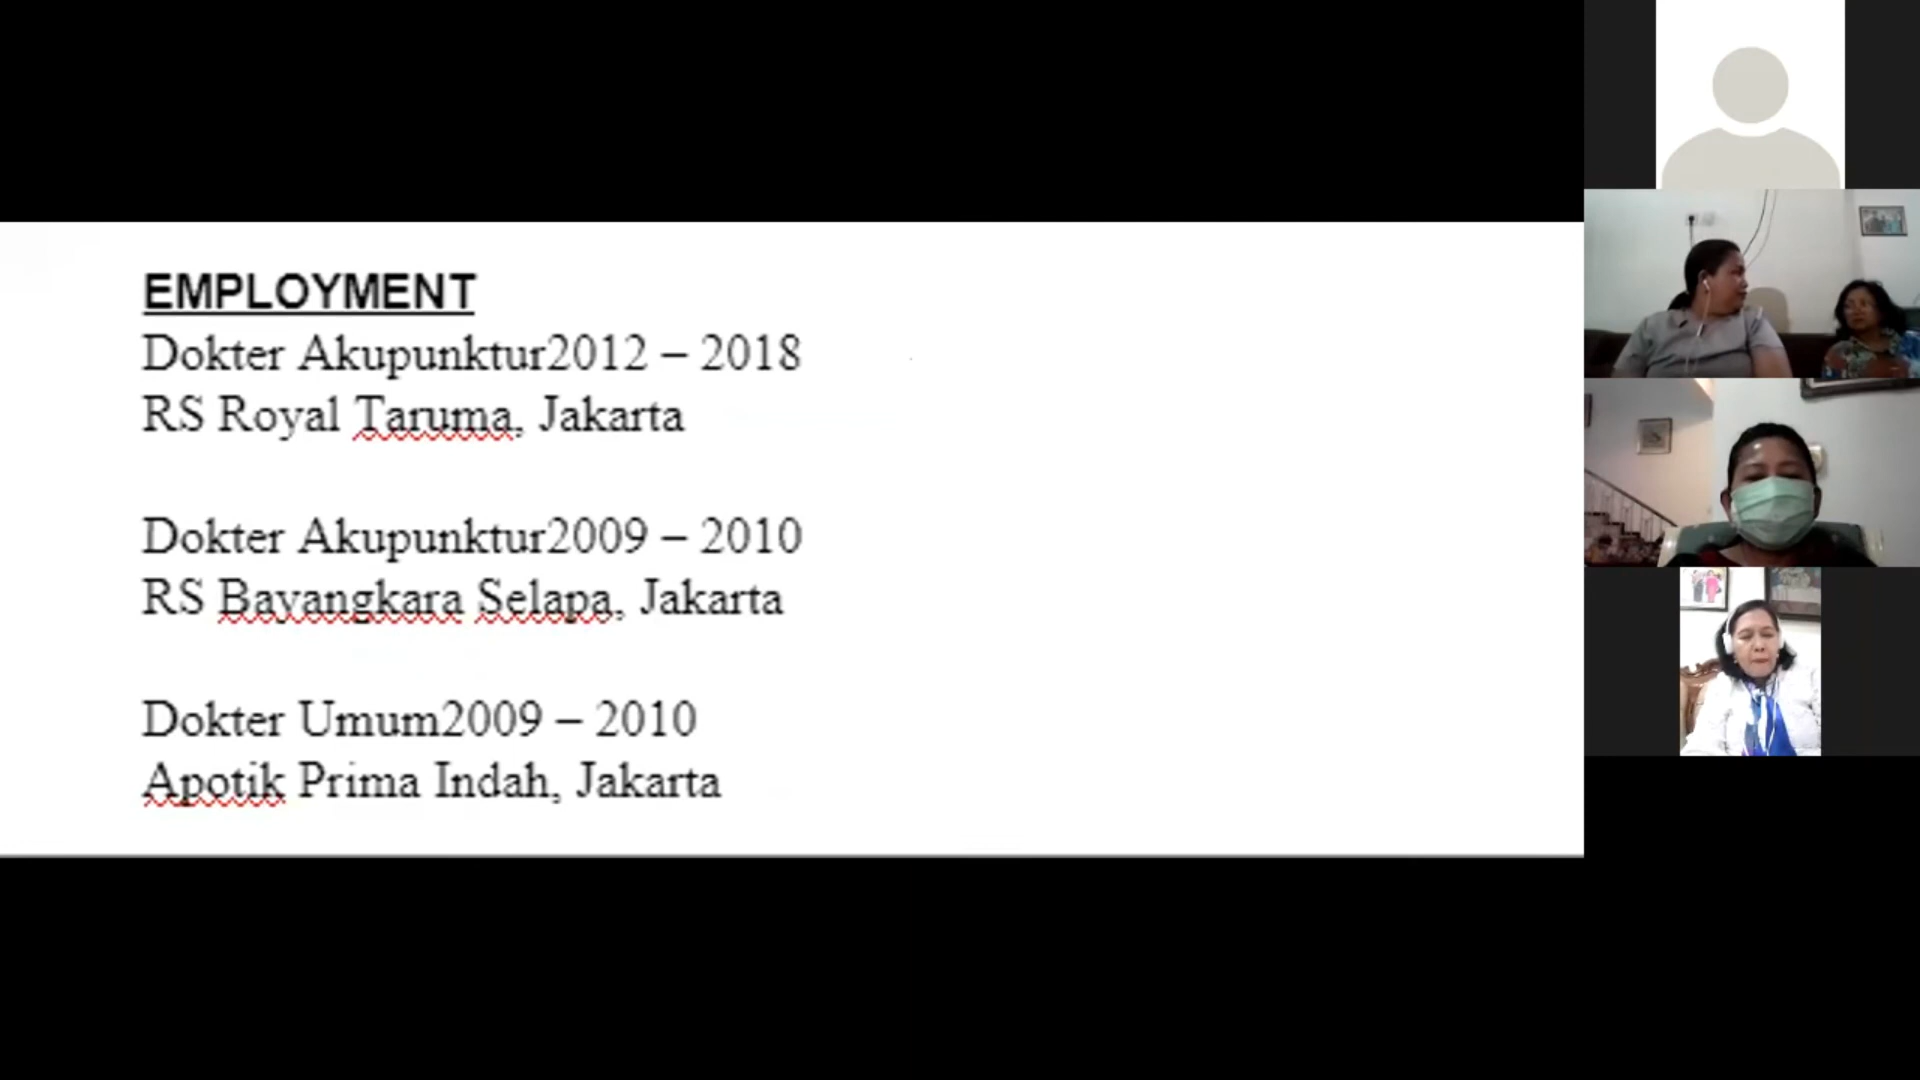 EMPLOYMENT
Dokter Akupunktur2012 – 2018
RS Royal Taruma, Jakarta
Dokter Akupunktur2009 – 2010
RS Bayangkara Selapa, Jakarta
Dokter Umum2009 – 2010
Apotik Prima Indah, Jakarta